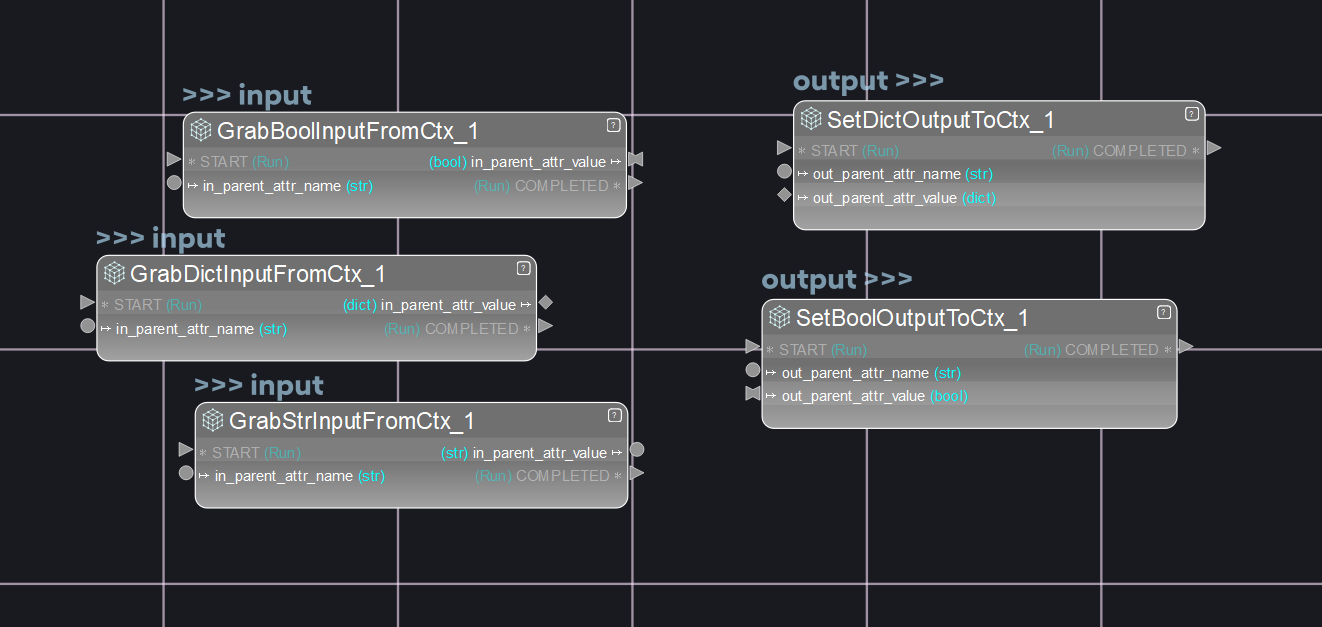 >>> input
GrabBoolInputFromCtx_1 ?
* START (Run) (bool) in_parent_attr_value ↦
↦ in_parent_attr_name (str) (Run) COMPLETED *
>>> input
GrabDictInputFromCtx_1 ?
* START (Run) (dict) in_parent_attr_value ↦
↦ in_parent_attr_name (str) (Run) COMPLETED *
>>> input
GrabStrInputFromCtx_1 ?
* START (Run) (str) in_parent_attr_value ↦
↦ in_parent_attr_name (str) (Run) COMPLETED *
output >>>
SetDictOutputToCtx_1 ?
* START (Run) (Run) COMPLETED *
↦ out_parent_attr_name (str)
↦ out_parent_attr_value (dict)
output >>>
SetBoolOutputToCtx_1 ?
* START (Run) (Run) COMPLETED *
↦ out_parent_attr_name (str)
↦ out_parent_attr_value (bool)